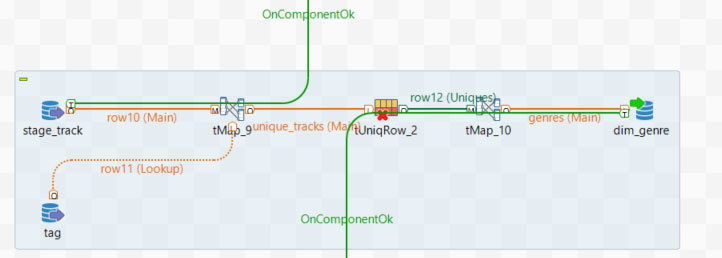 OnComponentOk
row12 (Uniques)
row10 (Main)
unique_tracks (Main)
genres (Main)
stage_track
tMap_9
tUniqRow_2
tMap_10
dim_genre
row11 (Lookup)
OnComponentOk
tag